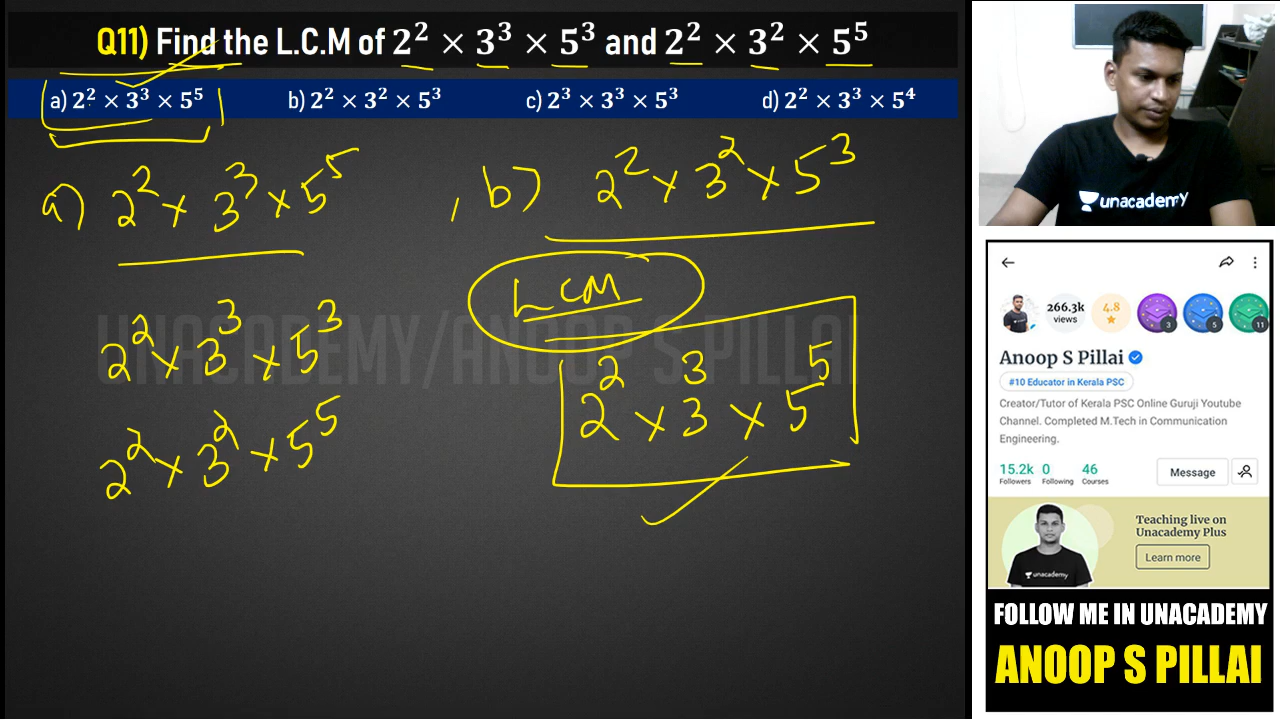 Q11) Find the L.C.M of 2² × 3³ × 5³ and 2² × 3² × 5⁵
a) 2² × 3³ × 5⁵ b) 2² × 3² × 5³ c) 2³ × 3³ × 5³ d) 2² × 3³ × 5⁴
a) 2² × 3³ × 5⁵ , b) 2² × 3² × 5³
LCM
UNACADEMY/ANOOP S PILLAI
2² × 3³ × 5³
2² × 3² × 5⁵
2² × 3³ × 5⁵
unacademy
266.3k
views
4.8
3
5
11
Anoop S Pillai
#10 Educator in Kerala PSC
Creator/Tutor of Kerala PSC Online Guruji Youtube
Channel. Completed M.Tech in Communication
Engineering.
15.2k 0 46
Followers Following Courses
Message
Teaching live on
Unacademy Plus
Learn more
unacademy
FOLLOW ME IN UNACADEMY
ANOOP S PILLAI